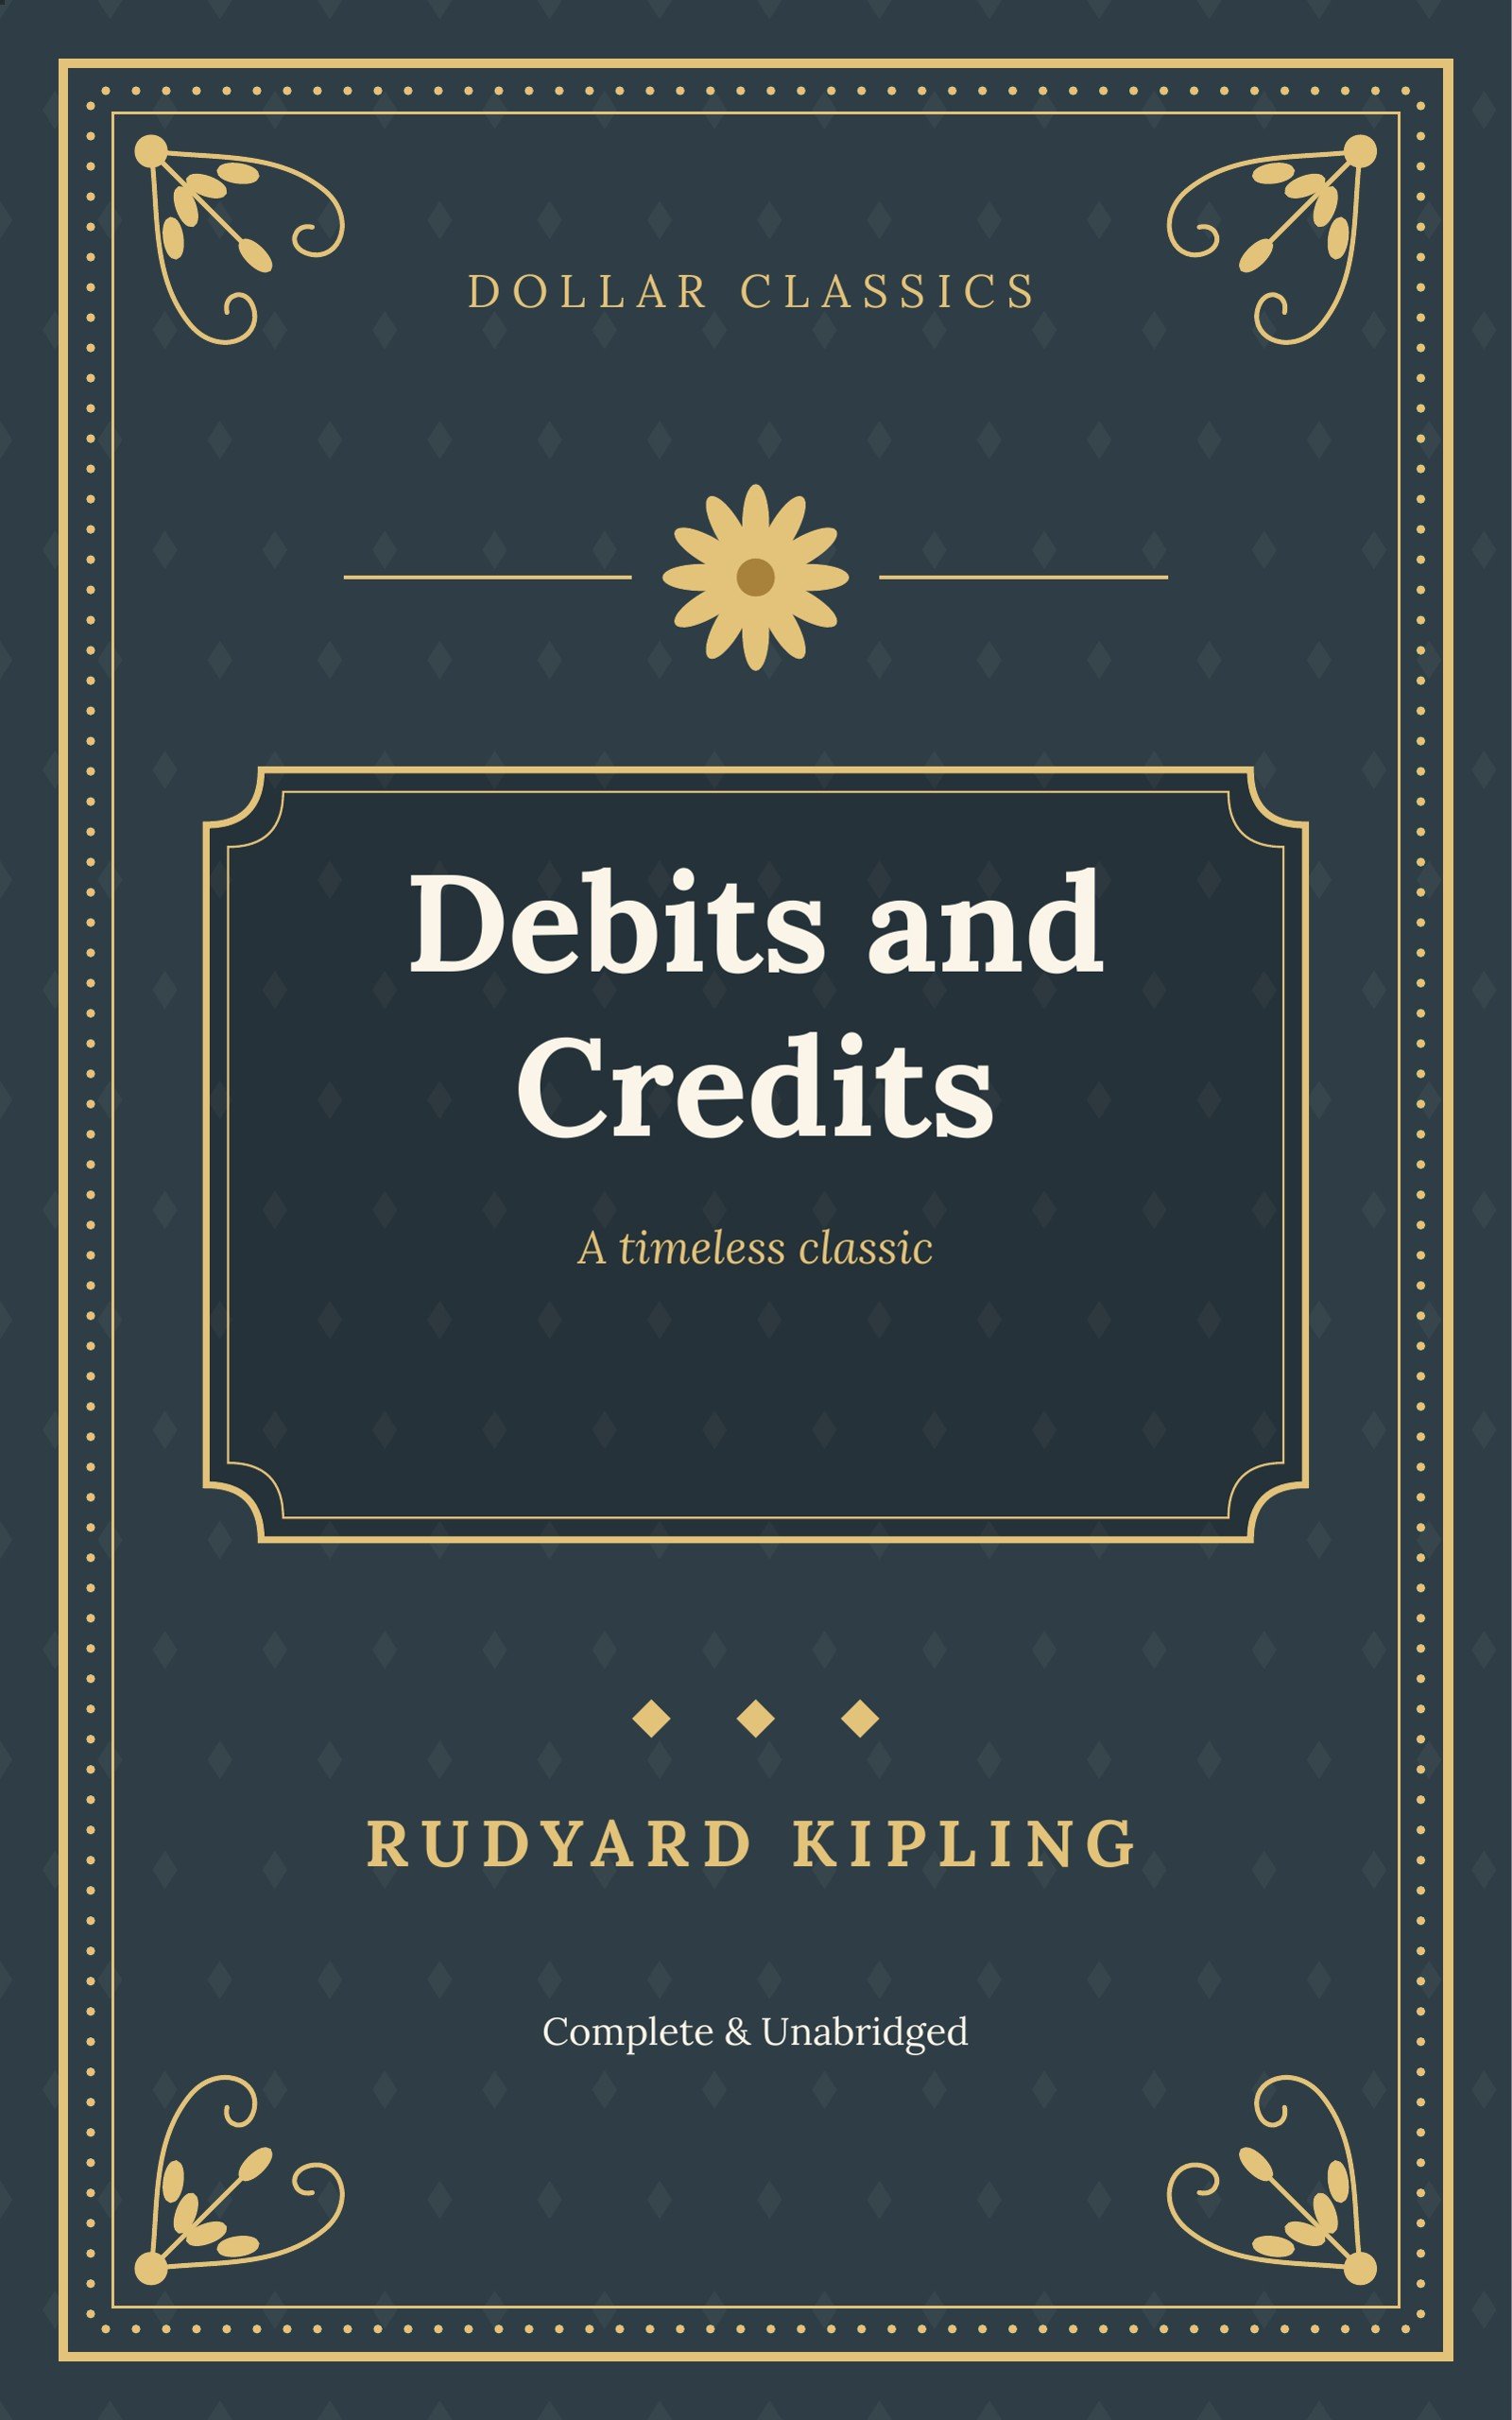 DOLLAR CLASSICS
Debits and
Credits
A timeless classic
RUDYARD KIPLING
Complete & Unabridged